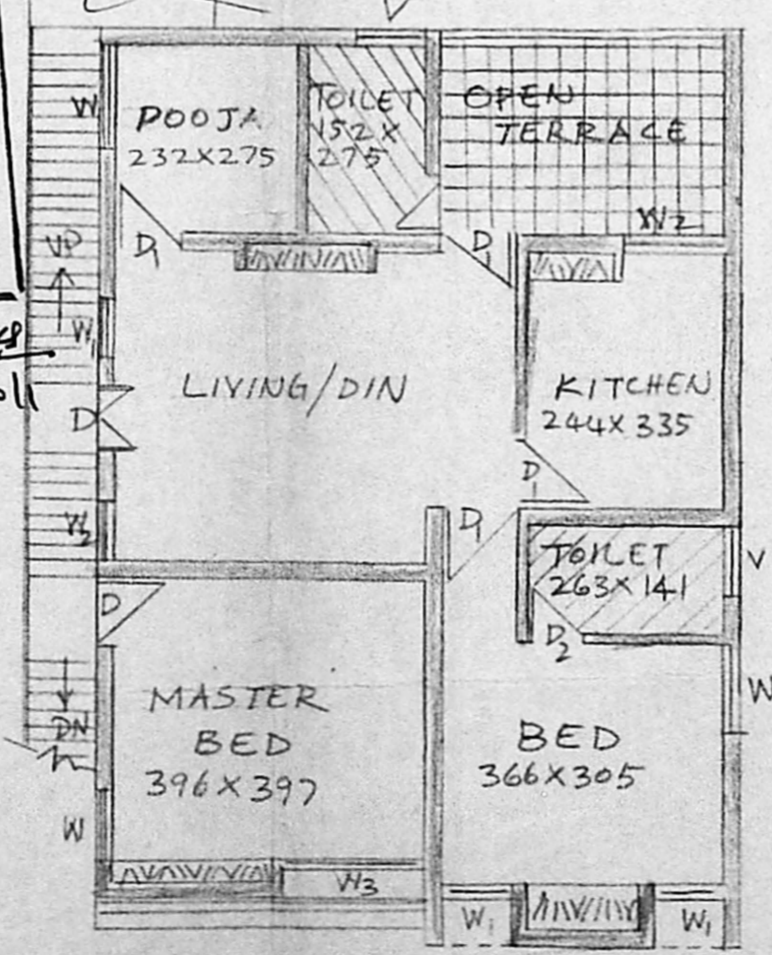 V
W
POOJA
232X275
TOILET
152X
275
OPEN
TERRACE
D1
D1
W2
UP
W1
LIVING/DIN
KITCHEN
244X335
D
D1
W2
D1
TOILET
263X141
V
D
D2
DN
MASTER
BED
396X397
BED
366X305
W
W
W3
W1
W1